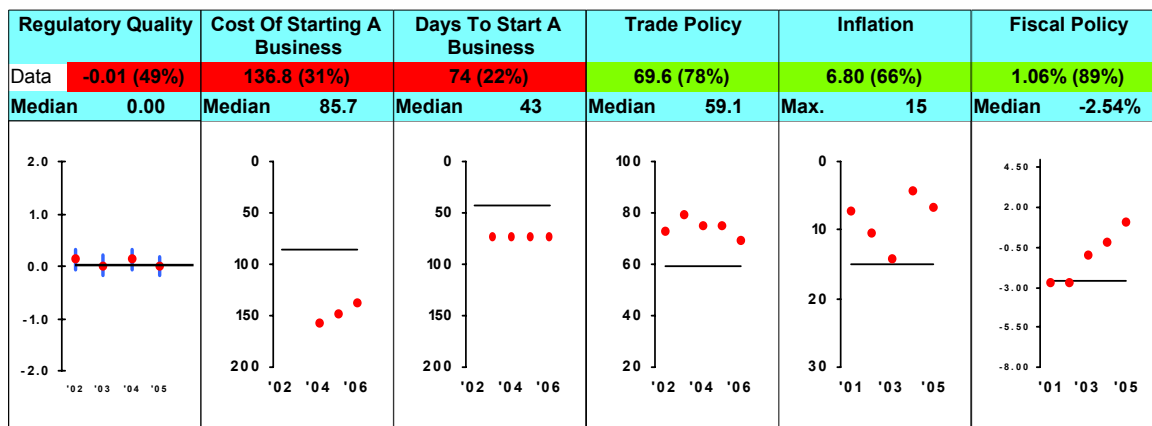 Regulatory Quality
Data -0.01 (49%)
Median 0.00
2.0
1.0
0.0
-1.0
-2.0
'02 '03 '04 '05
Cost Of Starting A
Business
136.8 (31%)
Median 85.7
0
50
100
150
200
'02 '04 '06
Days To Start A
Business
74 (22%)
Median 43
0
50
100
150
200
'02 '04 '06
Trade Policy
69.6 (78%)
Median 59.1
100
80
60
40
20
'02 '04 '06
Inflation
6.80 (66%)
Max. 15
0
10
20
30
'01 '03 '05
Fiscal Policy
1.06% (89%)
Median -2.54%
4.50
2.00
-0.50
-3.00
-5.50
-8.00
'01 '03 '05